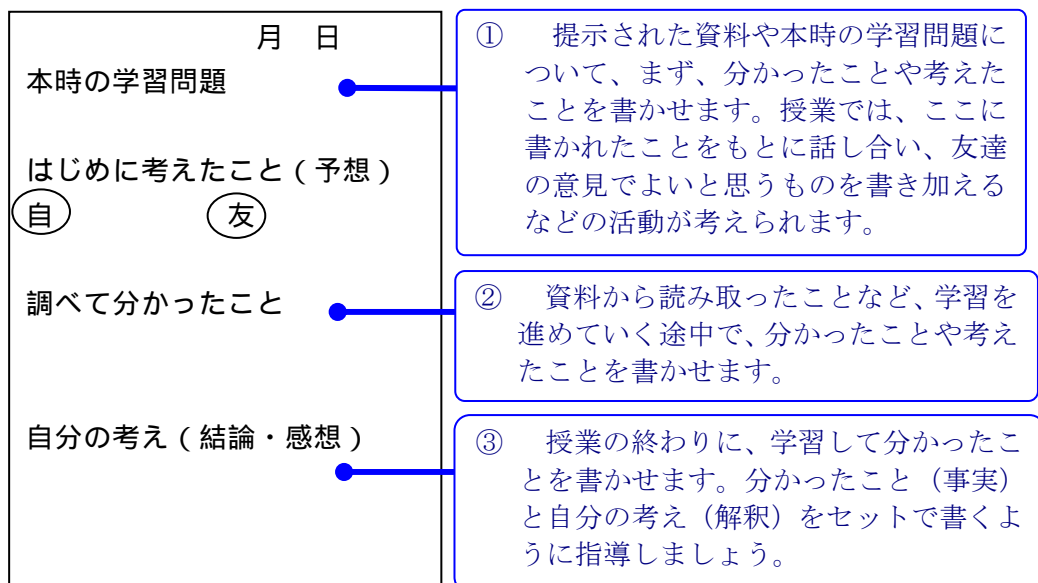 月　日
本時の学習問題
はじめに考えたこと（予想）
自　友
調べて分かったこと
自分の考え（結論・感想）
①　提示された資料や本時の学習問題に
ついて、まず、分かったことや考えた
ことを書かせます。授業では、ここに
書かれたことをもとに話し合い、友達
の意見でよいと思うものを書き加える
などの活動が考えられます。
②　資料から読み取ったことなど、学習を
進めていく途中で、分かったことや考え
たことを書かせます。
③　授業の終わりに、学習して分かったこ
とを書かせます。分かったこと（事実）
と自分の考え（解釈）をセットで書くよ
うに指導しましょう。